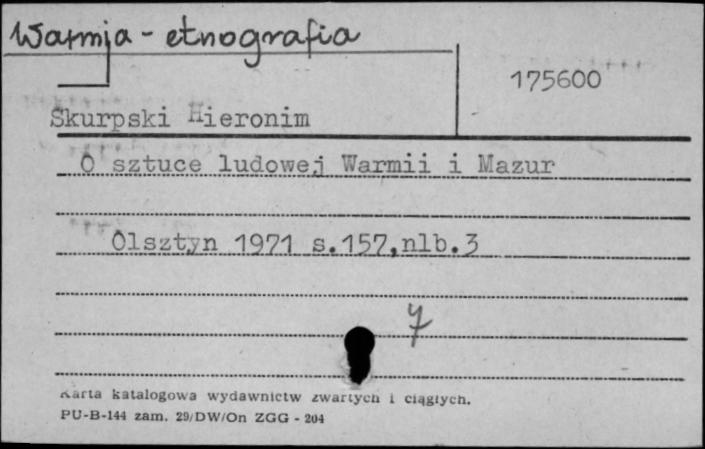 Warmja - etnografia
175600
Skurpski Hieronim
O sztuce ludowej Warmii i Mazur
Olsztyn 1971 s.157,nlb.3
7
Karta katalogowa wydawnictw zwartych i ciągłych.
PU-B-144 zam. 29/DW/On ZGG - 204